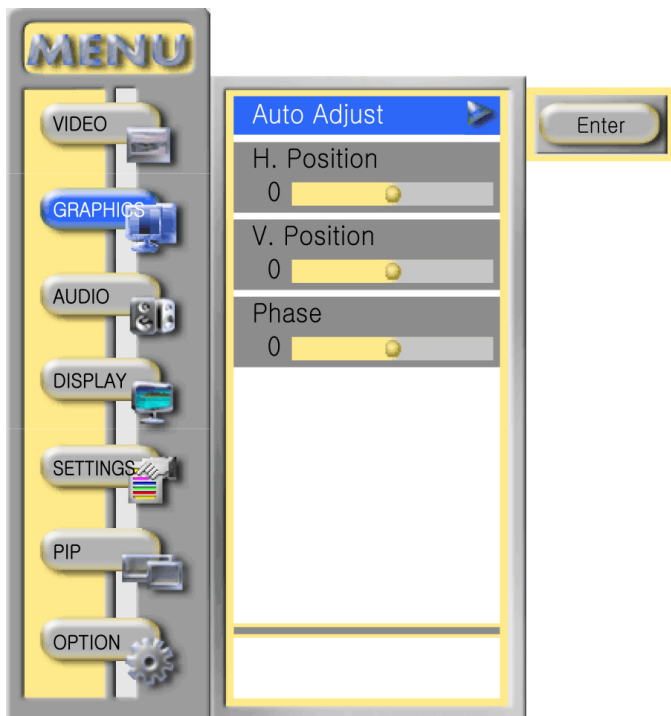 MENU
VIDEO
GRAPHICS
AUDIO
DISPLAY
SETTINGS
PIP
OPTION
Auto Adjust
H. Position
0
V. Position
0
Phase
0
Enter